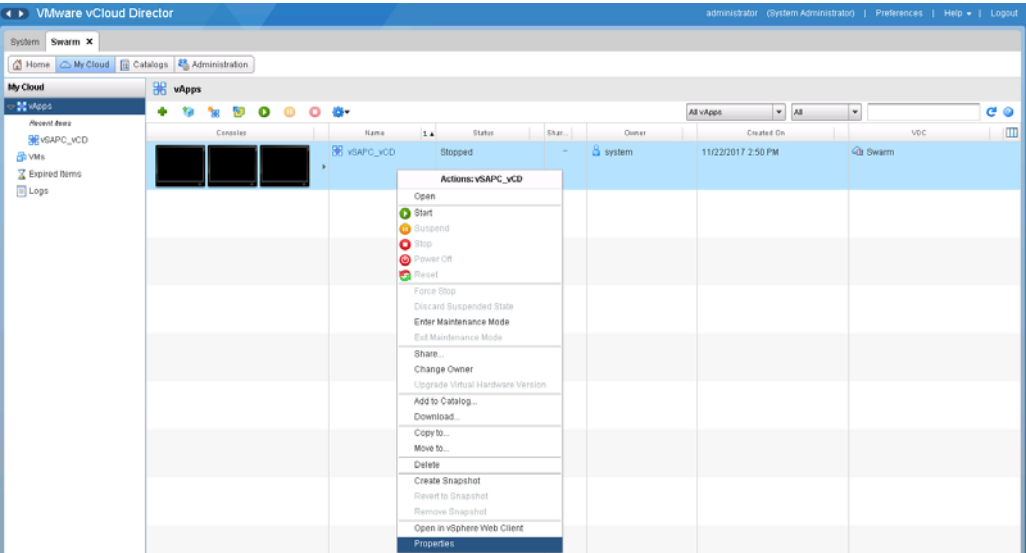 VMware vCloud Director
administrator (System Administrator) | Preferences | Help | Logout
System Swarm X
Home My Cloud Catalogs Administration
My Cloud
vApps
vApps
Recent Items
vSAPC_vCD
VMs
Expired Items
Logs
All vApps All
Consoles Name 1 Status Shar... Owner Created On VDC
vSAPC_vCD Stopped - system 11/22/2017 2:50 PM Swarm
Actions: vSAPC_vCD
Open
Start
Suspend
Stop
Power Off
Reset
Force Stop
Discard Suspended State
Enter Maintenance Mode
Exit Maintenance Mode
Share...
Change Owner
Upgrade Virtual Hardware Version
Add to Catalog...
Download...
Copy to...
Move to...
Delete
Create Snapshot
Revert to Snapshot
Remove Snapshot
Open in vSphere Web Client
Properties